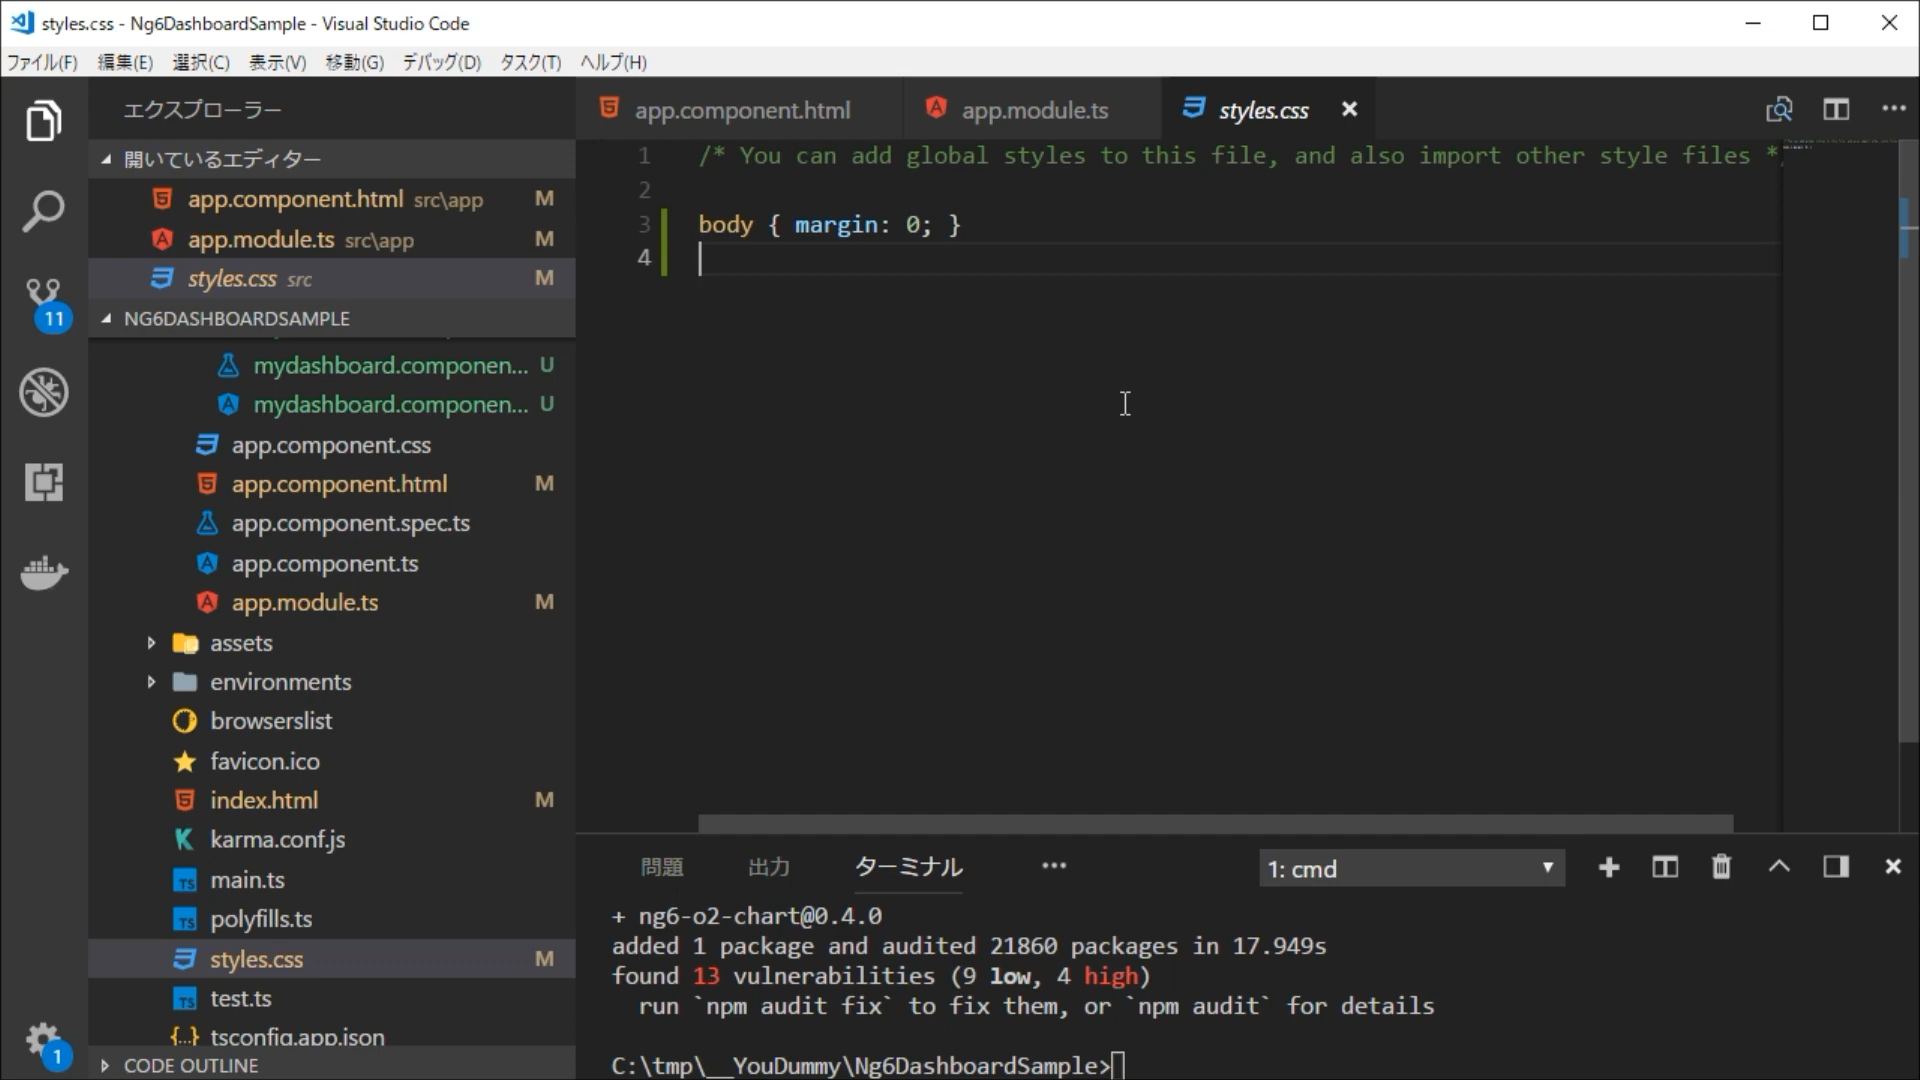 styles.css - Ng6DashboardSample - Visual Studio Code
ファイル(F) 編集(E) 選択(C) 表示(V) 移動(G) デバッグ(D) タスク(T) ヘルプ(H)
エクスプローラー
開いているエディター
app.component.html src\app M
app.module.ts src\app M
styles.css src M
11
NG6DASHBOARDSAMPLE
mydashboard.componen... U
mydashboard.componen... U
app.component.css
app.component.html M
app.component.spec.ts
app.component.ts
app.module.ts M
assets
environments
browserslist
favicon.ico
index.html M
karma.conf.js
main.ts
polyfills.ts
styles.css M
test.ts
tsconfig.app.json
1
CODE OUTLINE
app.component.html app.module.ts styles.css
1 /* You can add global styles to this file, and also import other style files *
2
3 body { margin: 0; }
4
問題 出力 ターミナル ... 1: cmd
+ ng6-o2-chart@0.4.0
added 1 package and audited 21860 packages in 17.949s
found 13 vulnerabilities (9 low, 4 high)
run `npm audit fix` to fix them, or `npm audit` for details
C:\tmp\__YouDummy\Ng6DashboardSample>